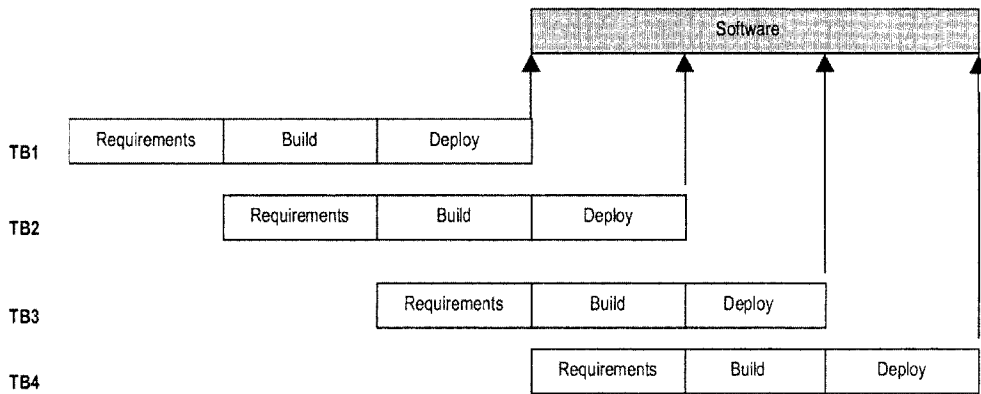 Software
TB1 Requirements Build Deploy
TB2 Requirements Build Deploy
TB3 Requirements Build Deploy
TB4 Requirements Build Deploy